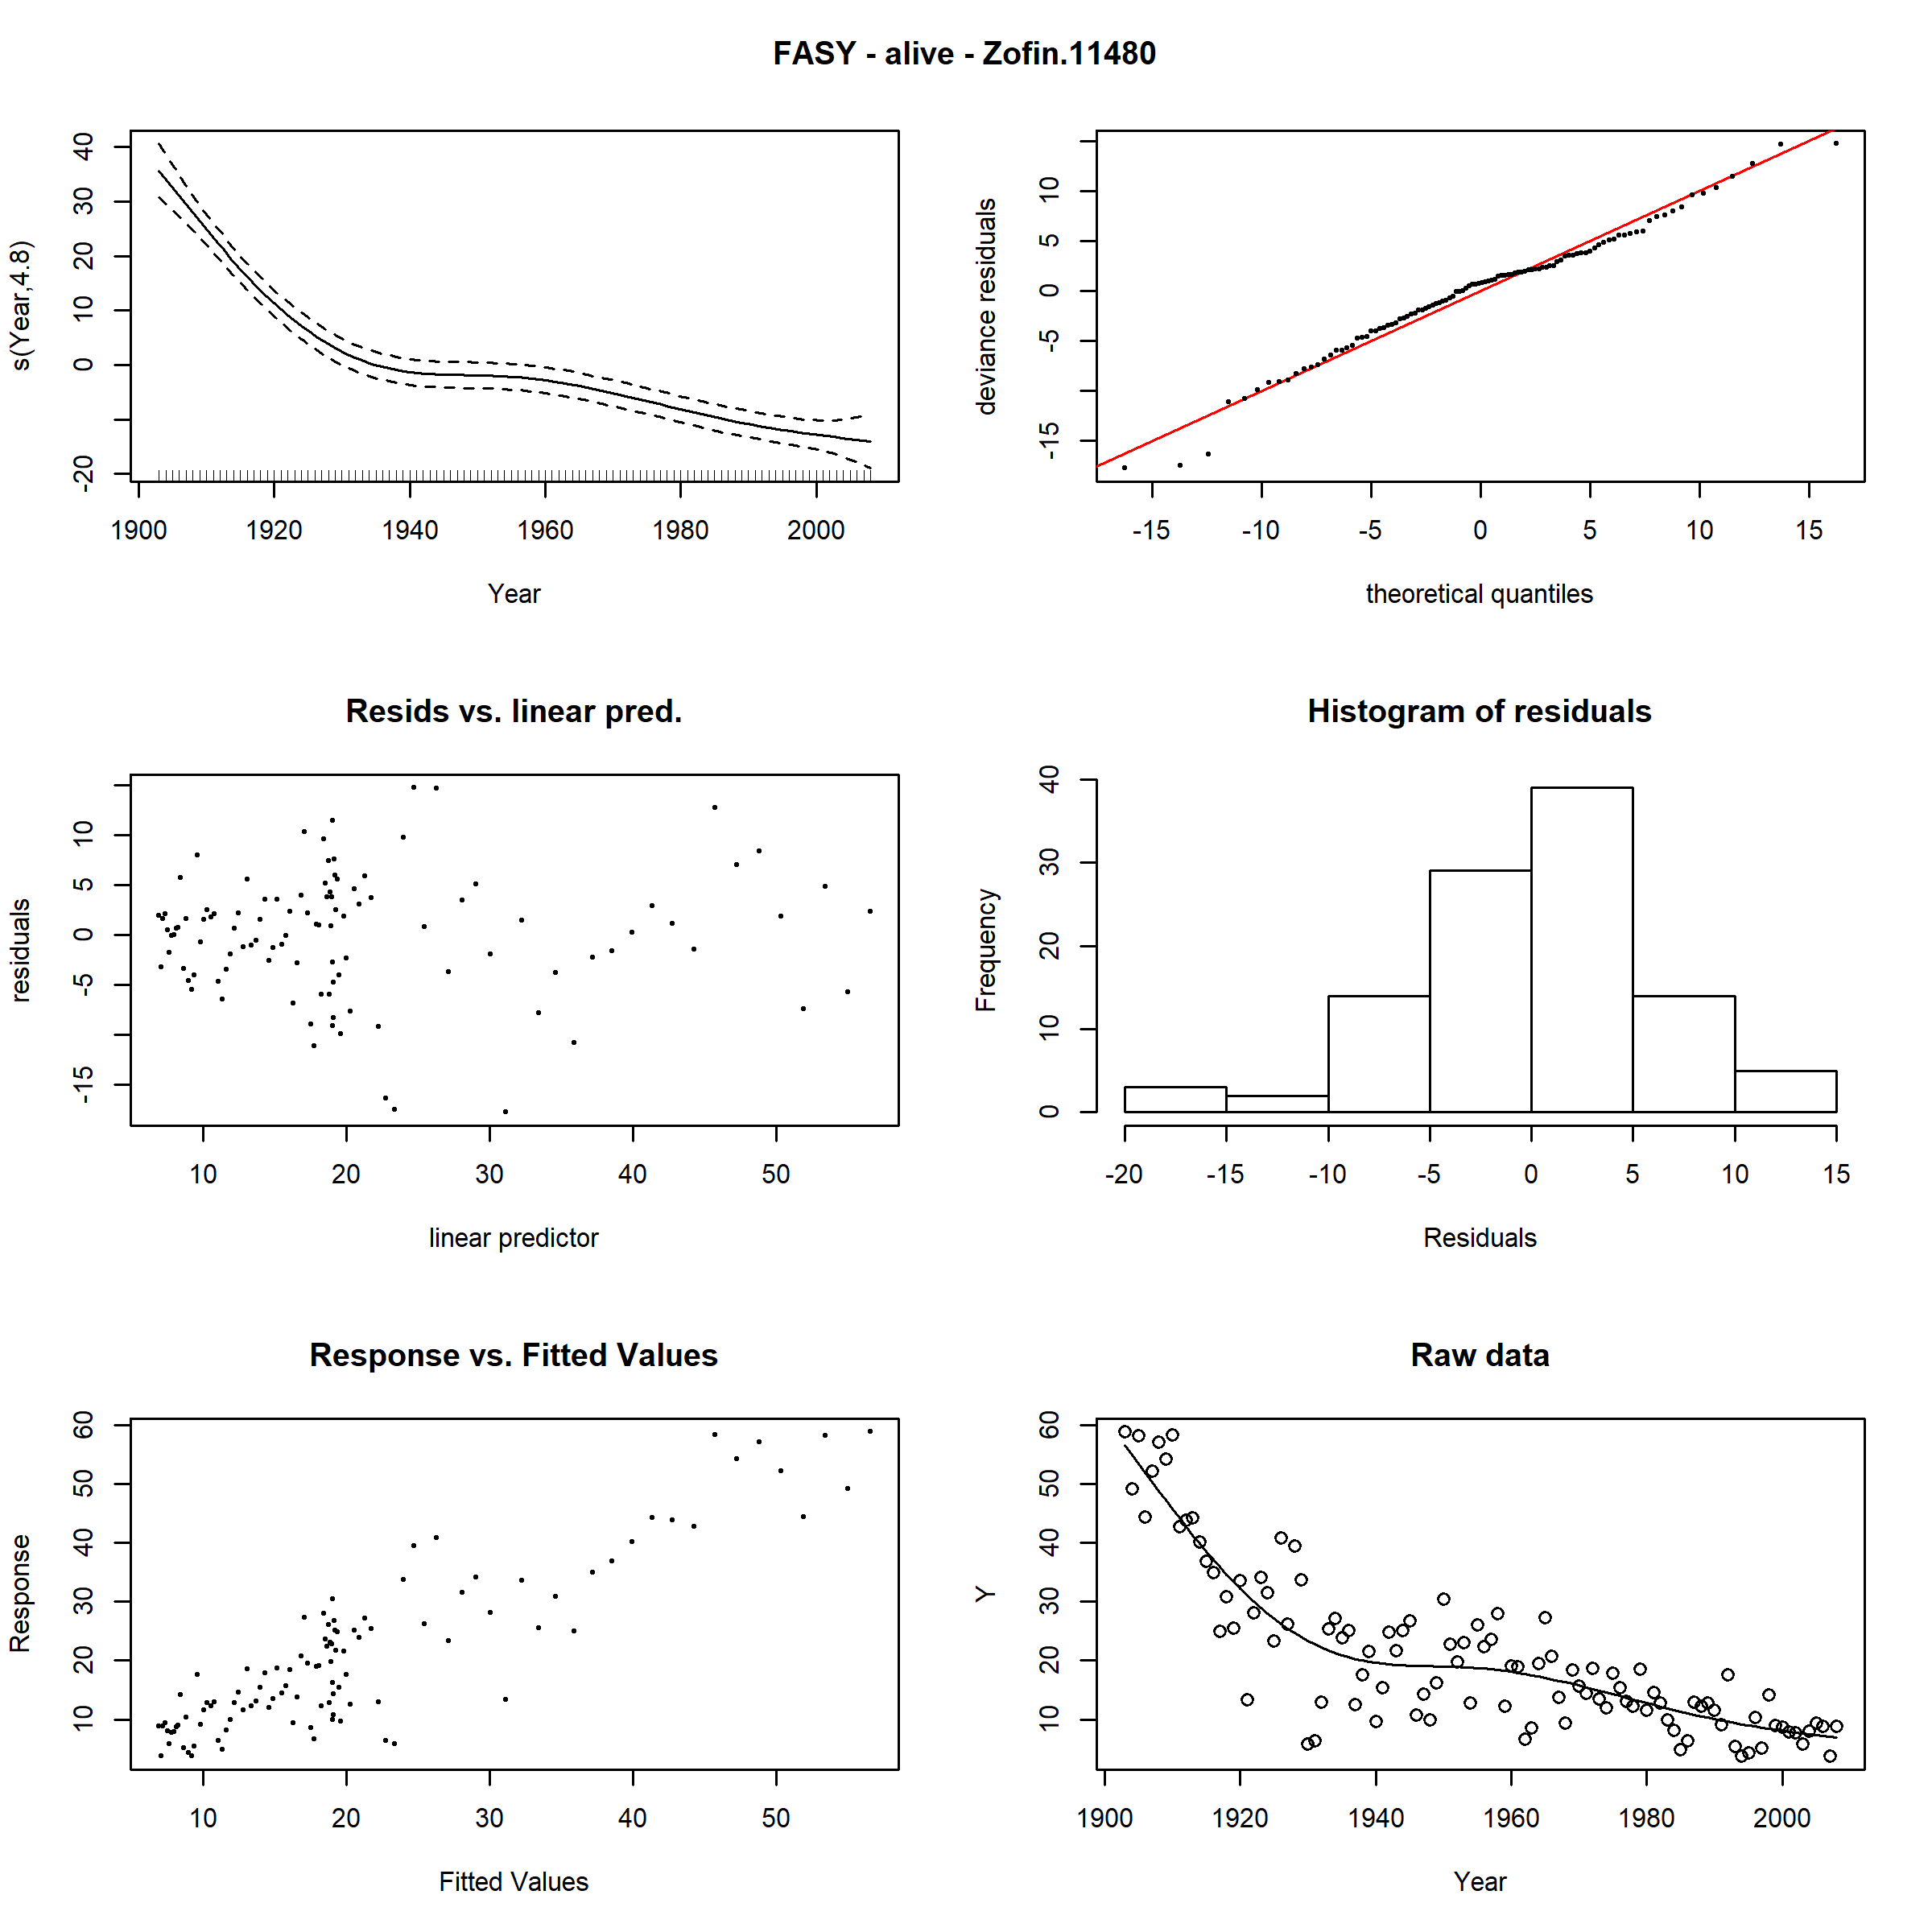 FASY - alive - Zofin.11480
s(Year,4.8)
-20 0 10 20 30 40
1900 1920 1940 1960 1980 2000
Year
deviance residuals
-15 -5 0 5 10
-15 -10 -5 0 5 10 15
theoretical quantiles
Resids vs. linear pred.
residuals
-15 -5 0 5 10
10 20 30 40 50
linear predictor
Histogram of residuals
Frequency
0 10 20 30 40
-20 -15 -10 -5 0 5 10 15
Residuals
Response vs. Fitted Values
Response
10 20 30 40 50 60
10 20 30 40 50
Fitted Values
Raw data
Y
10 20 30 40 50 60
1900 1920 1940 1960 1980 2000
Year